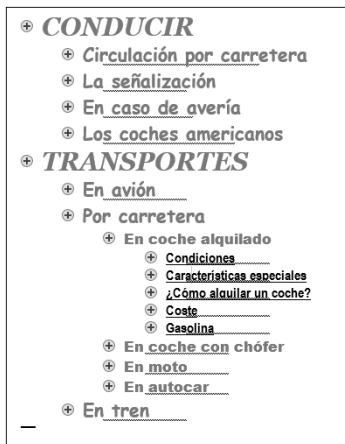 CONDUCIR
Circulación por carretera
La señalización
En caso de avería
Los coches americanos
TRANSPORTES
En avión
Por carretera
En coche alquilado
Condiciones
Características especiales
¿Cómo alquilar un coche?
Coste
Gasolina
En coche con chófer
En moto
En autocar
En tren